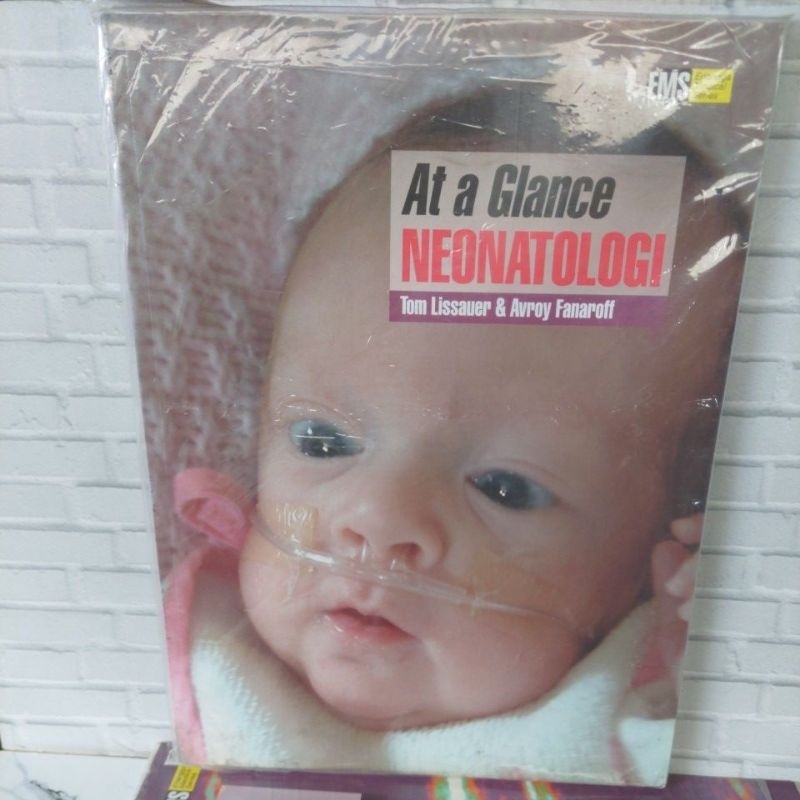 EMS
At a Glance
NEONATOLOGI
Tom Lissauer & Avroy Fanaroff